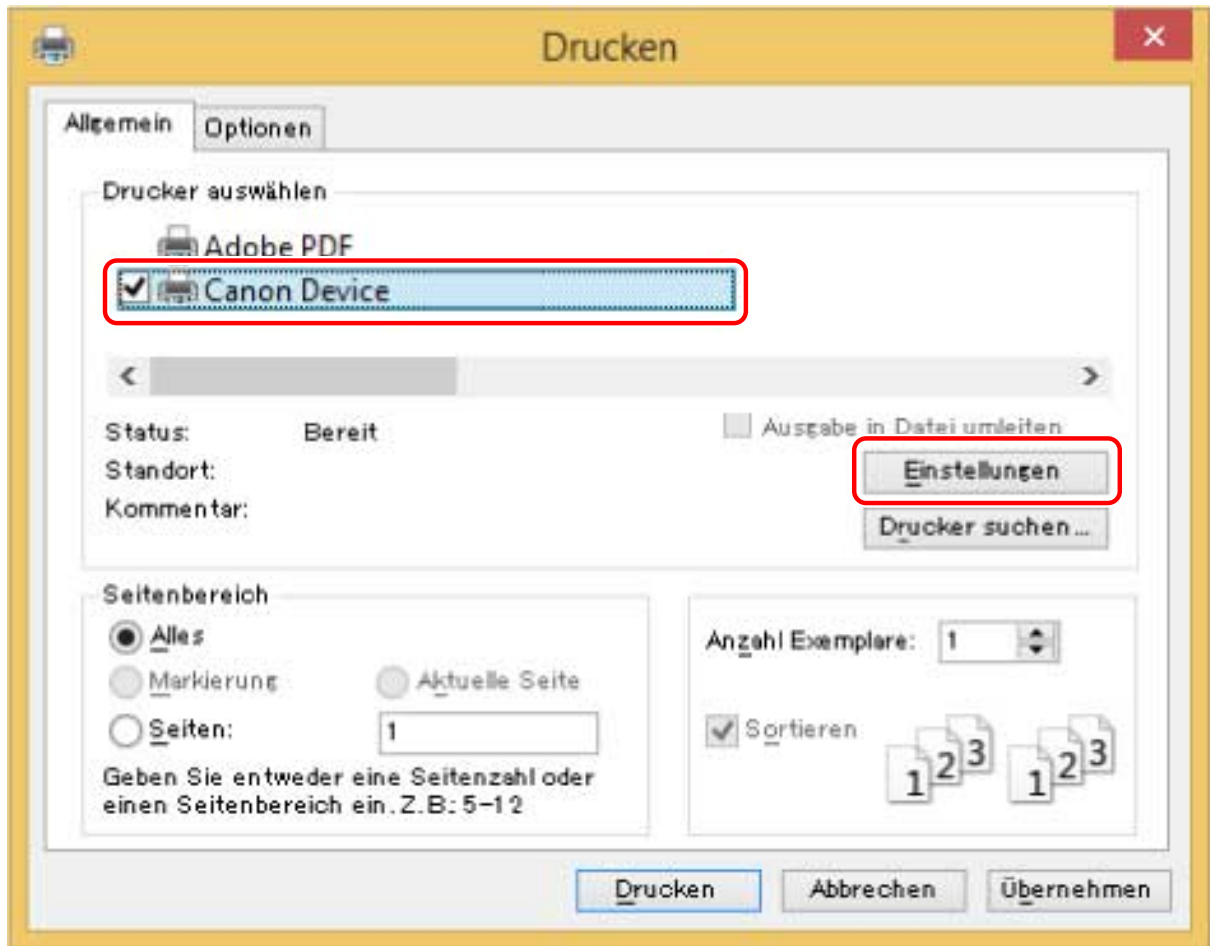 Drucken
Allgemein
Optionen
Drucker auswählen
Adobe PDF
Canon Device
Status: Bereit
Ausgabe in Datei umleiten
Standort:
Einstellungen
Kommentar:
Drucker suchen...
Seitenbereich
Alles
Markierung
Aktuelle Seite
Seiten: 1
Geben Sie entweder eine Seitenzahl oder
einen Seitenbereich ein. Z.B.: 5-12
Anzahl Exemplare: 1
Sortieren
1 2 3 1 2 3
Drucken
Abbrechen
Übernehmen